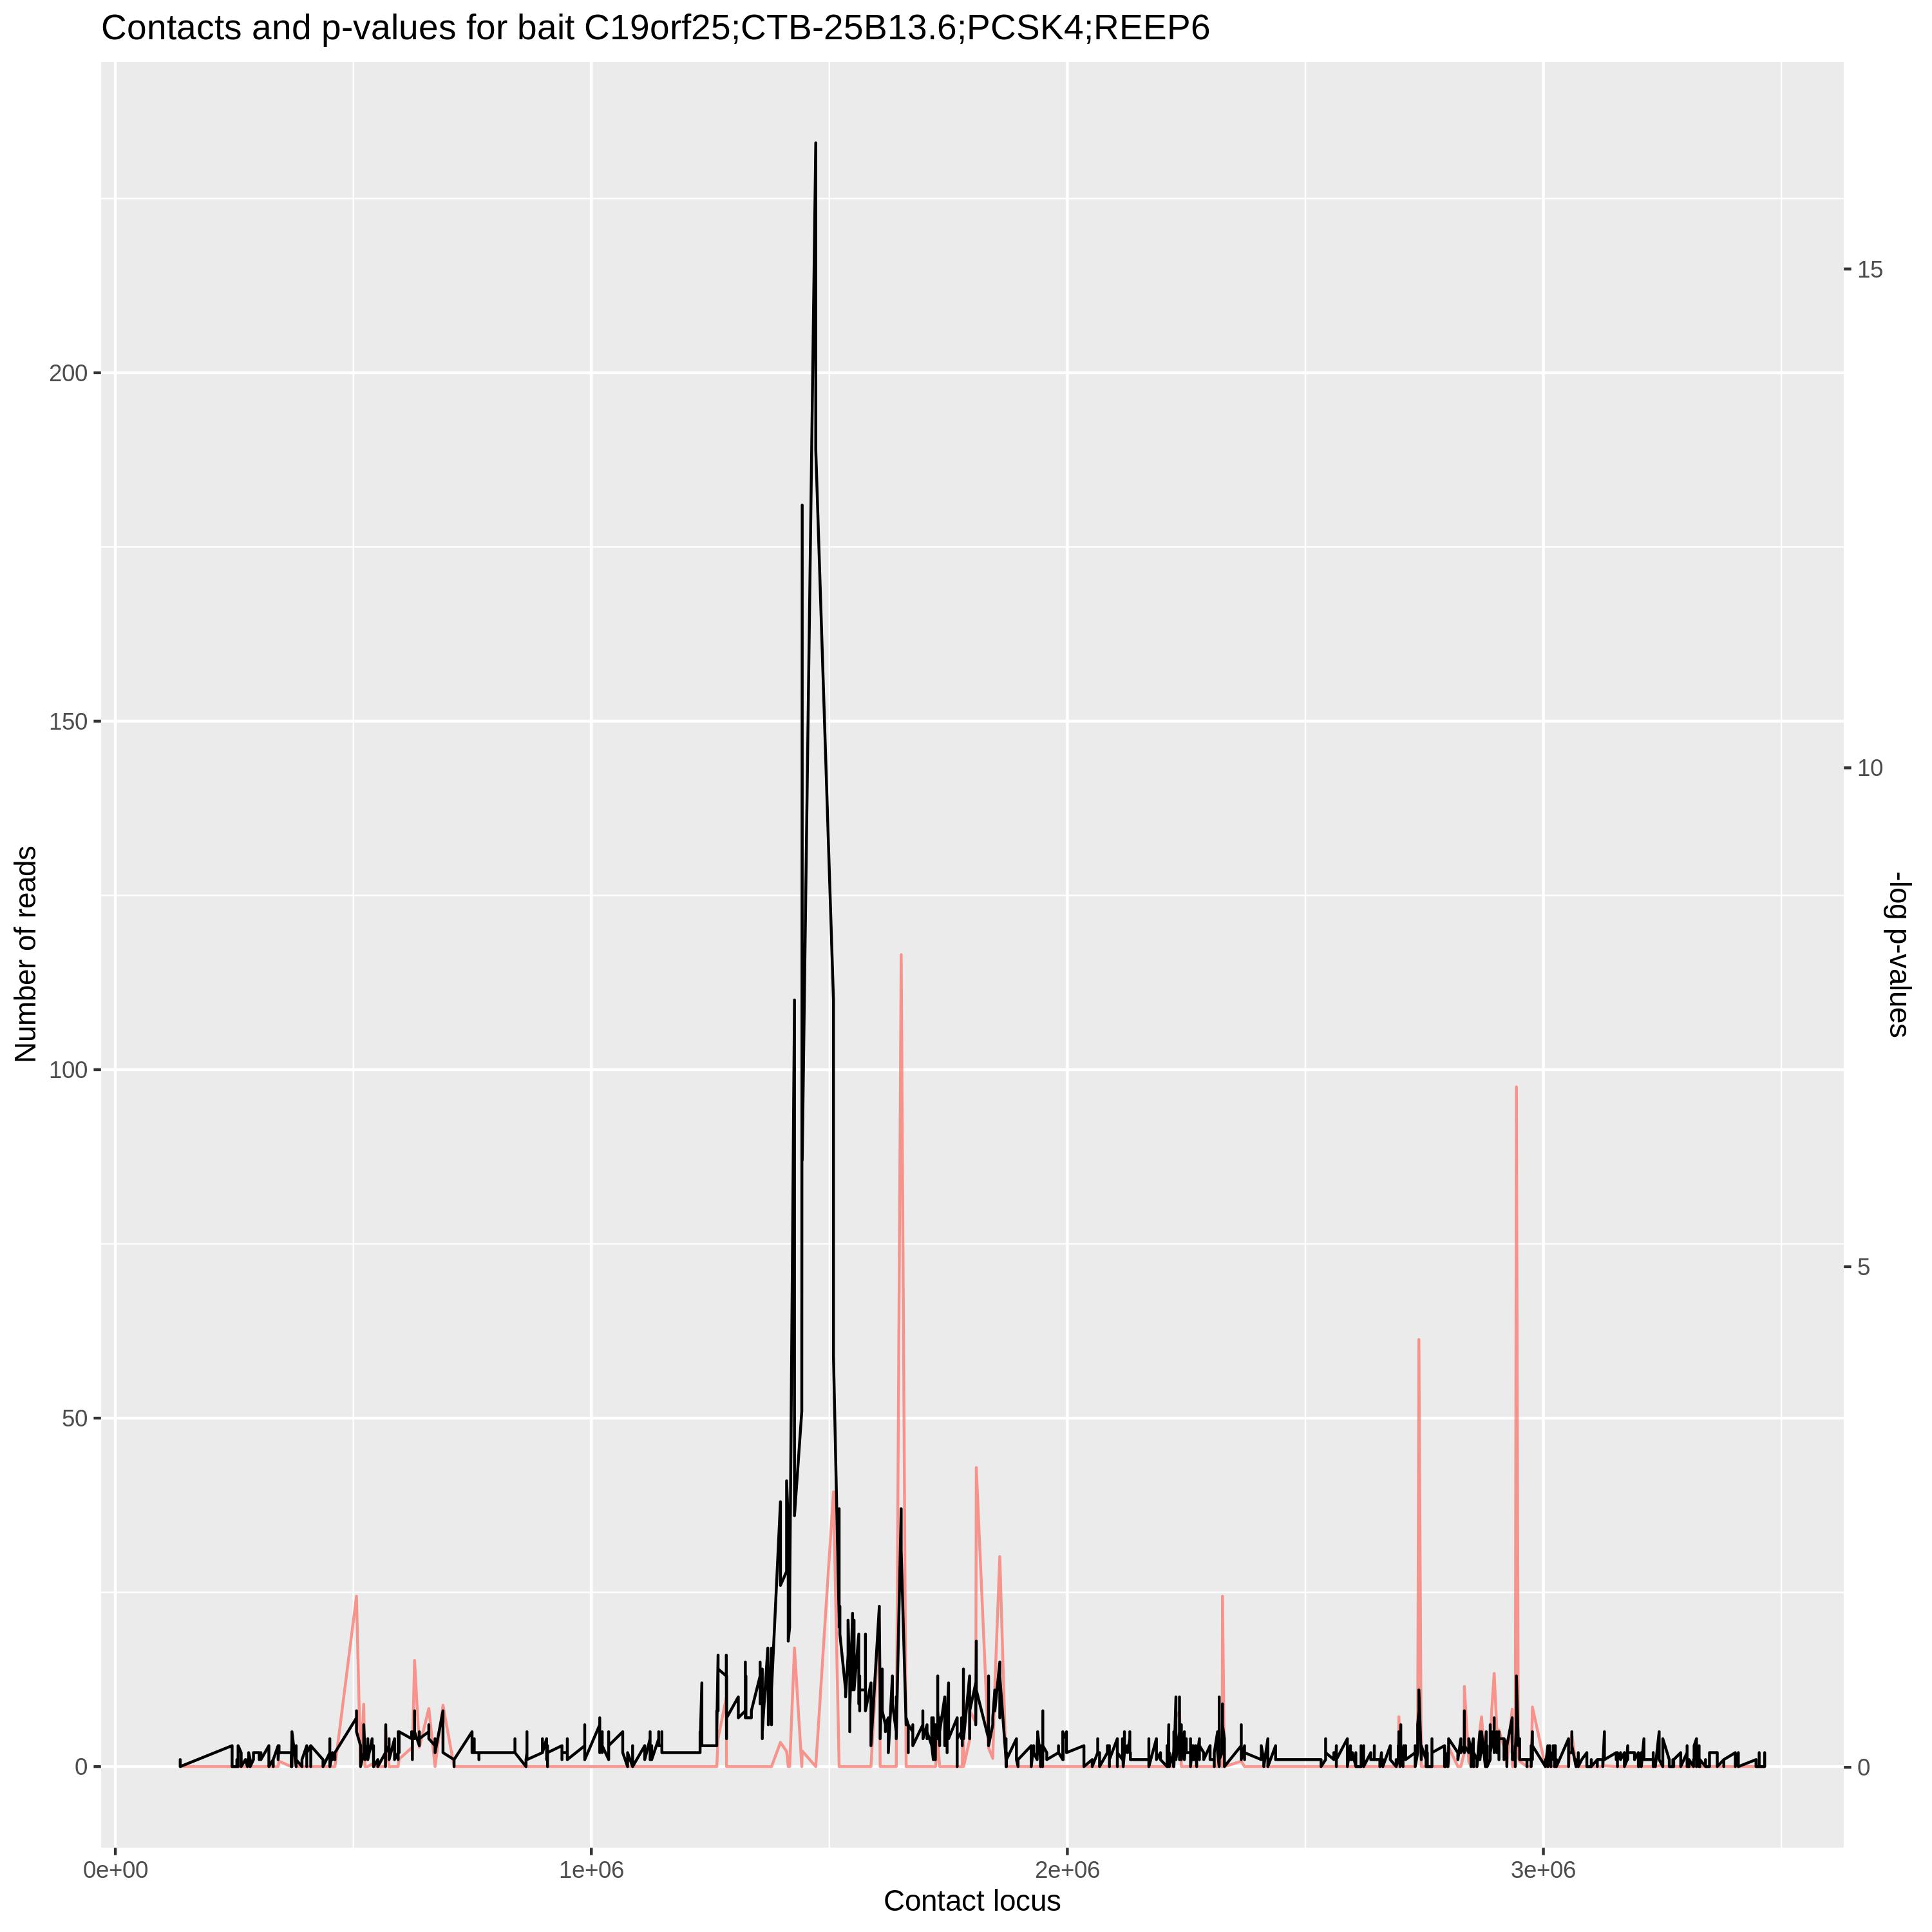 Contacts and p-values for bait C19orf25;CTB-25B13.6;PCSK4;REEP6
Number of reads
200
150
100
50
0
15
10
5
0
-log p-values
0e+00 1e+06 2e+06 3e+06
Contact locus